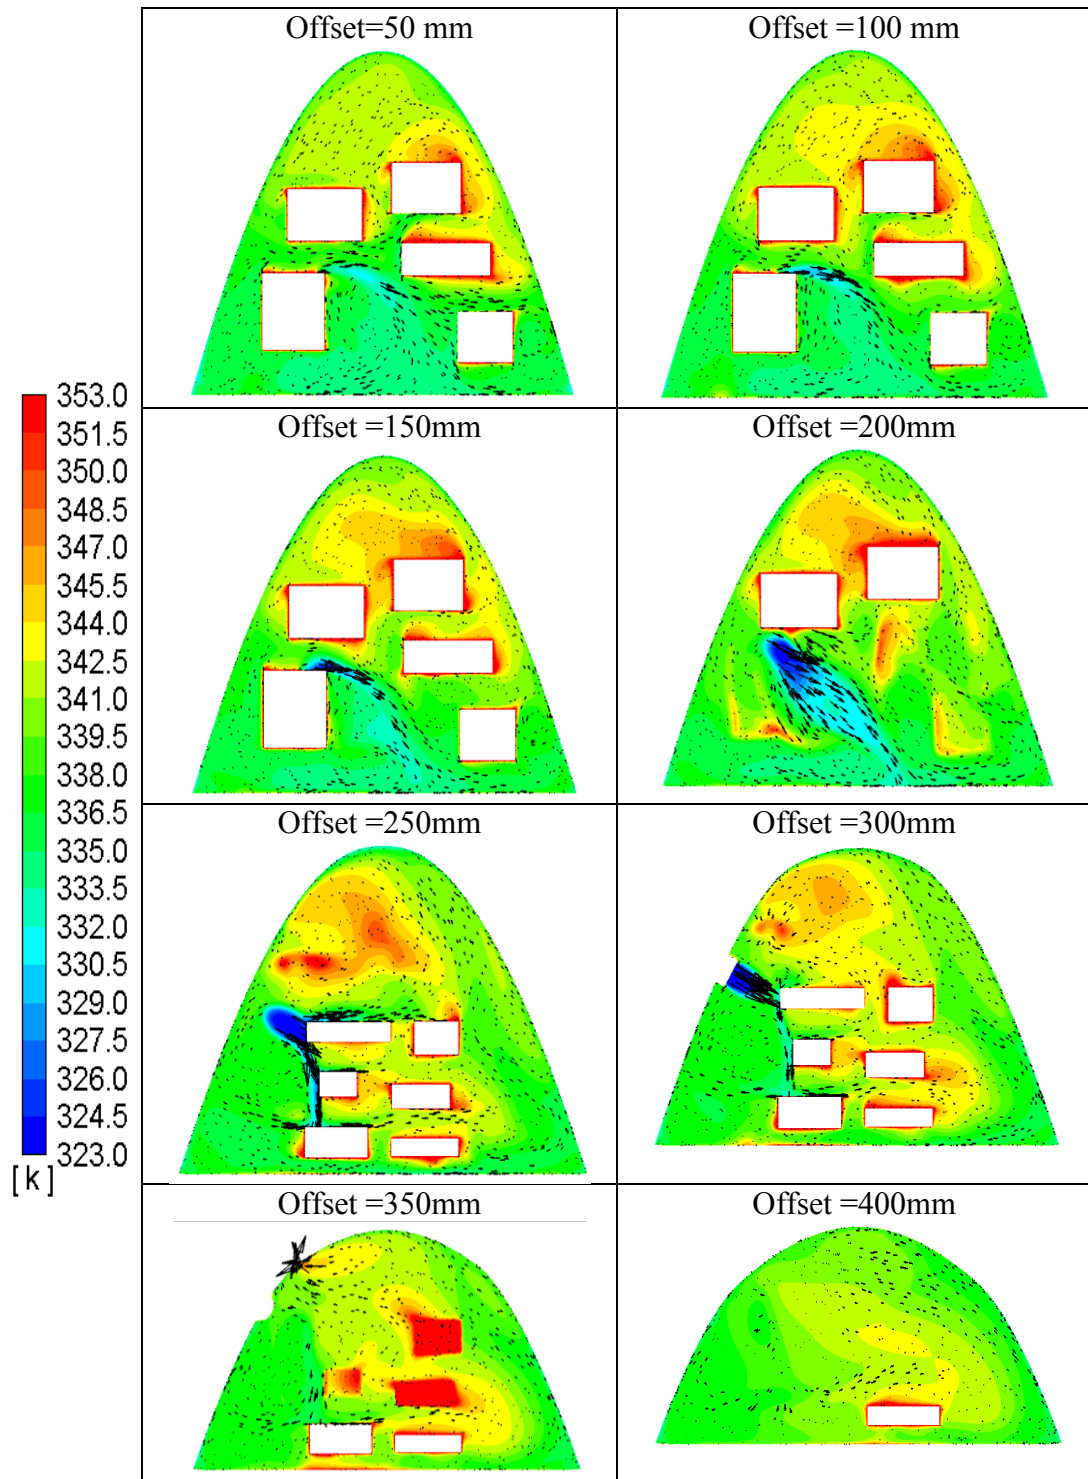 Offset=50 mm
Offset =100 mm
Offset =150mm
Offset =200mm
Offset =250mm
Offset =300mm
Offset =350mm
Offset =400mm
353.0
351.5
350.0
348.5
347.0
345.5
344.0
342.5
341.0
339.5
338.0
336.5
335.0
333.5
332.0
330.5
329.0
327.5
326.0
324.5
323.0
[k]